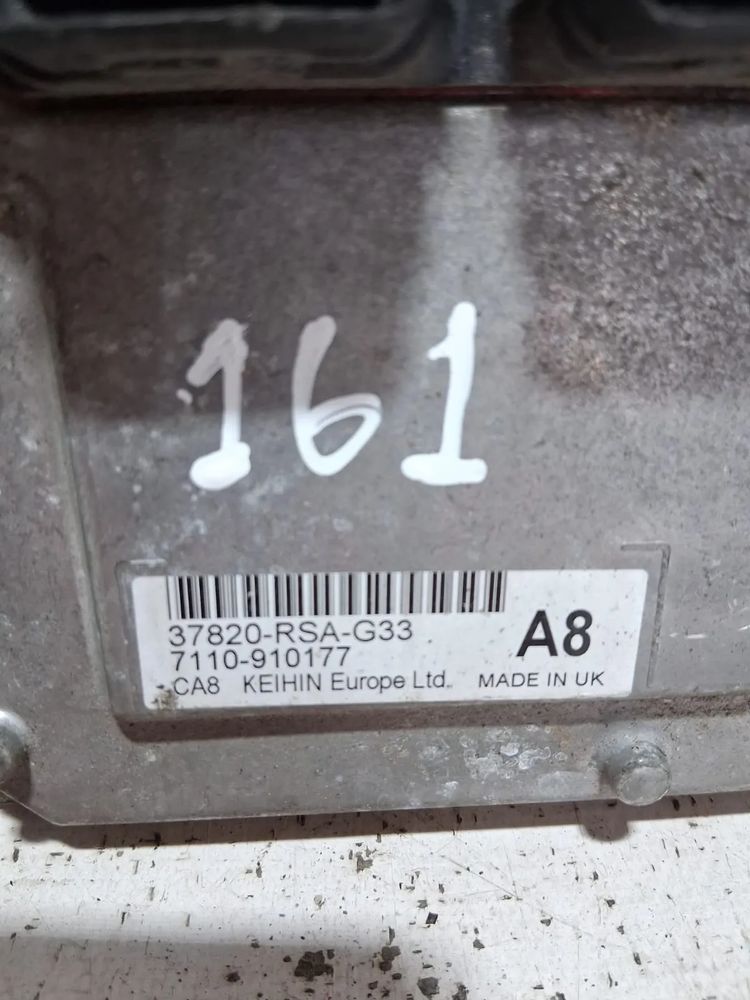 161
37820-RSA-G33
7110-910177
A8
CA8 KEIHIN Europe Ltd. MADE IN UK